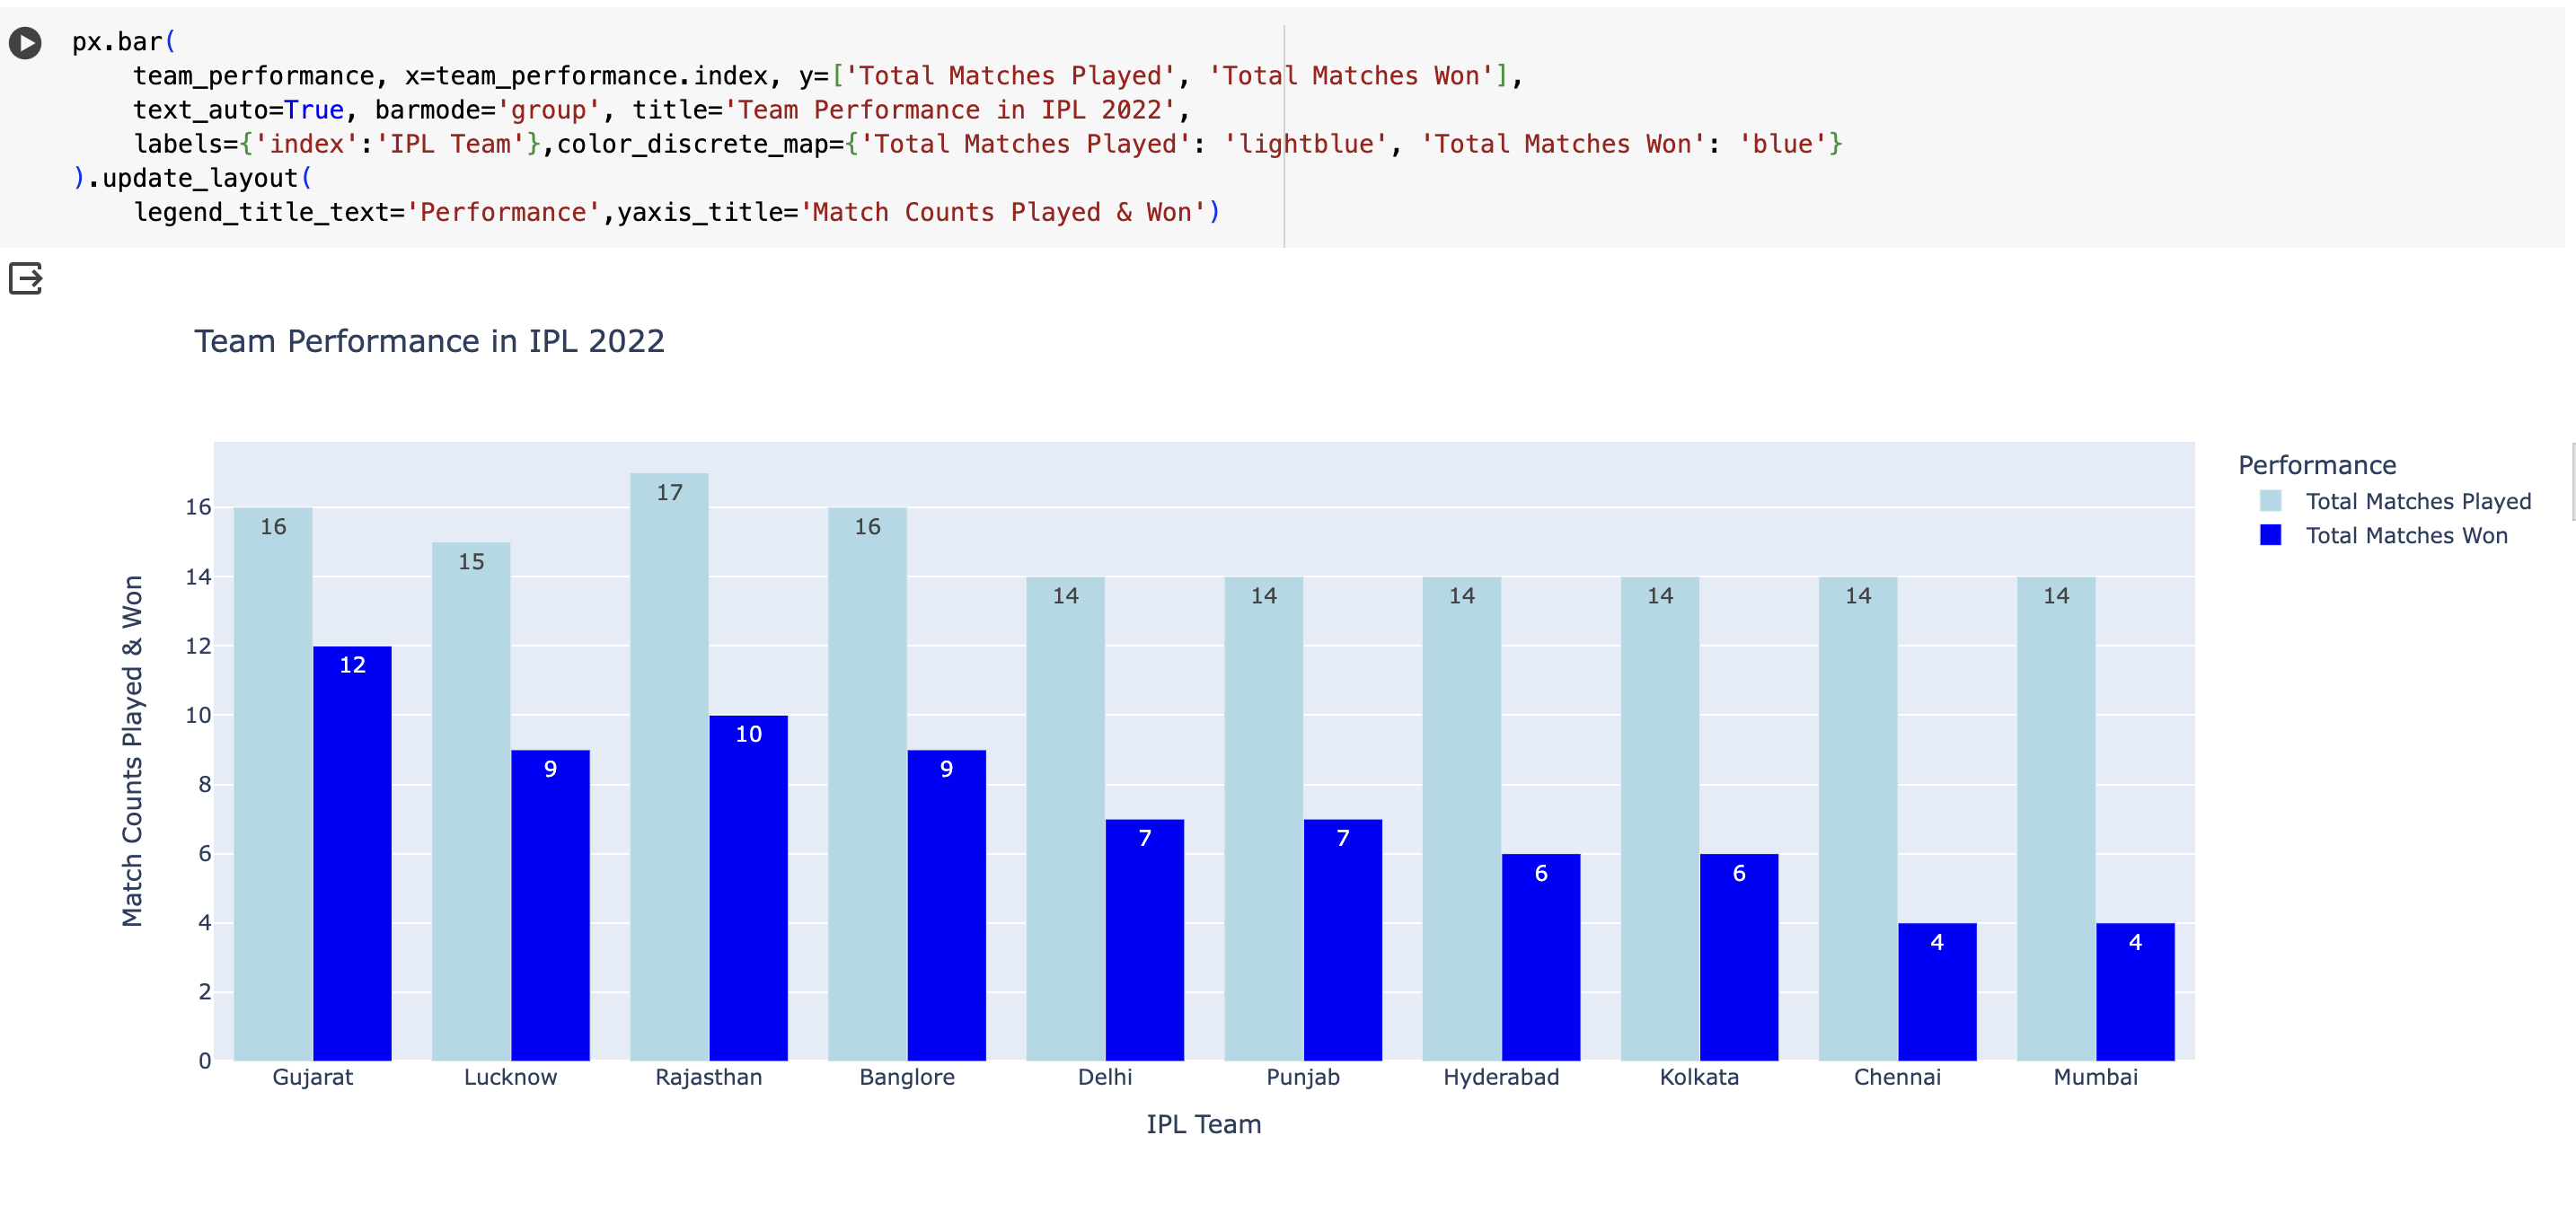 px.bar(
    team_performance, x=team_performance.index, y=['Total Matches Played', 'Total Matches Won'],
    text_auto=True, barmode='group', title='Team Performance in IPL 2022',
    labels={'index':'IPL Team'},color_discrete_map={'Total Matches Played': 'lightblue', 'Total Matches Won': 'blue'}
).update_layout(
    legend_title_text='Performance',yaxis_title='Match Counts Played & Won')
Team Performance in IPL 2022
Performance
Total Matches Played
Total Matches Won
Match Counts Played & Won
16
14
12
10
8
6
4
2
0
16
12
15
9
17
10
16
9
14
7
14
7
14
6
14
6
14
4
14
4
Gujarat
Lucknow
Rajasthan
Banglore
Delhi
Punjab
Hyderabad
Kolkata
Chennai
Mumbai
IPL Team